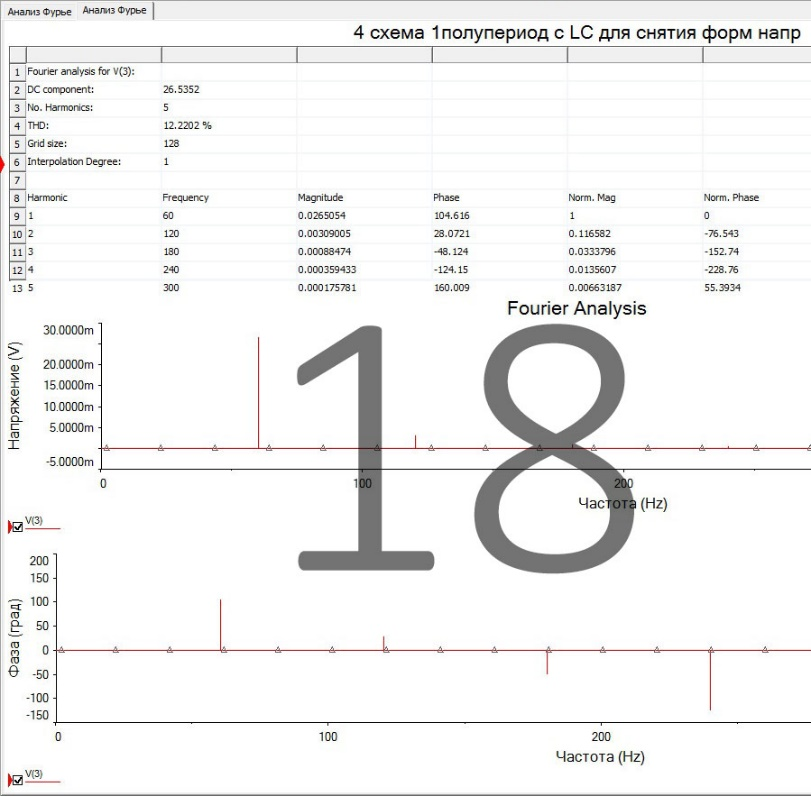 Анализ Фурье Анализ Фурье
4 схема 1полупериод с LC для снятия форм напр
1 Fourier analysis for V(3):
2 DC component: 26.5352
3 No. Harmonics: 5
4 THD: 12.2202 %
5 Grid size: 128
6 Interpolation Degree: 1
7
8 Harmonic Frequency Magnitude Phase Norm. Mag Norm. Phase
9 1 60 0.0265054 104.616 1 0
10 2 120 0.00309005 28.0721 0.116582 -76.543
11 3 180 0.00088474 -48.124 0.0333796 -152.74
12 4 240 0.000359433 -124.15 0.0135607 -228.76
13 5 300 0.000175781 160.009 0.00663187 55.3934
Fourier Analysis
Напряжение (V)
30.0000m
20.0000m
15.0000m
10.0000m
5.0000m
-5.0000m
0 100 200
Частота (Hz)
V(3)
18
Фаза (град)
200
150
100
50
0
-50
-100
-150
0 100 200
Частота (Hz)
V(3)